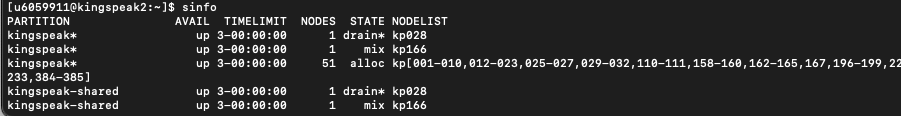 [u6059911@kingspeak2:~]$ sinfo
PARTITION AVAIL TIMELIMIT NODES STATE NODELIST
kingspeak* up 3-00:00:00 1 drain* kp028
kingspeak* up 3-00:00:00 1 mix kp166
kingspeak* up 3-00:00:00 51 alloc kp[001-010,012-023,025-027,029-032,110-111,158-160,162-165,167,196-199,22
233,384-385]
kingspeak-shared up 3-00:00:00 1 drain* kp028
kingspeak-shared up 3-00:00:00 1 mix kp166